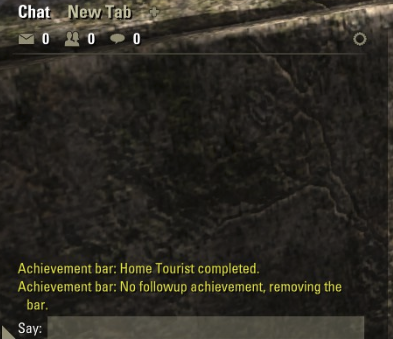 Chat New Tab +
0 0 0
Achievement bar: Home Tourist completed.
Achievement bar: No followup achievement, removing the
bar.
Say: